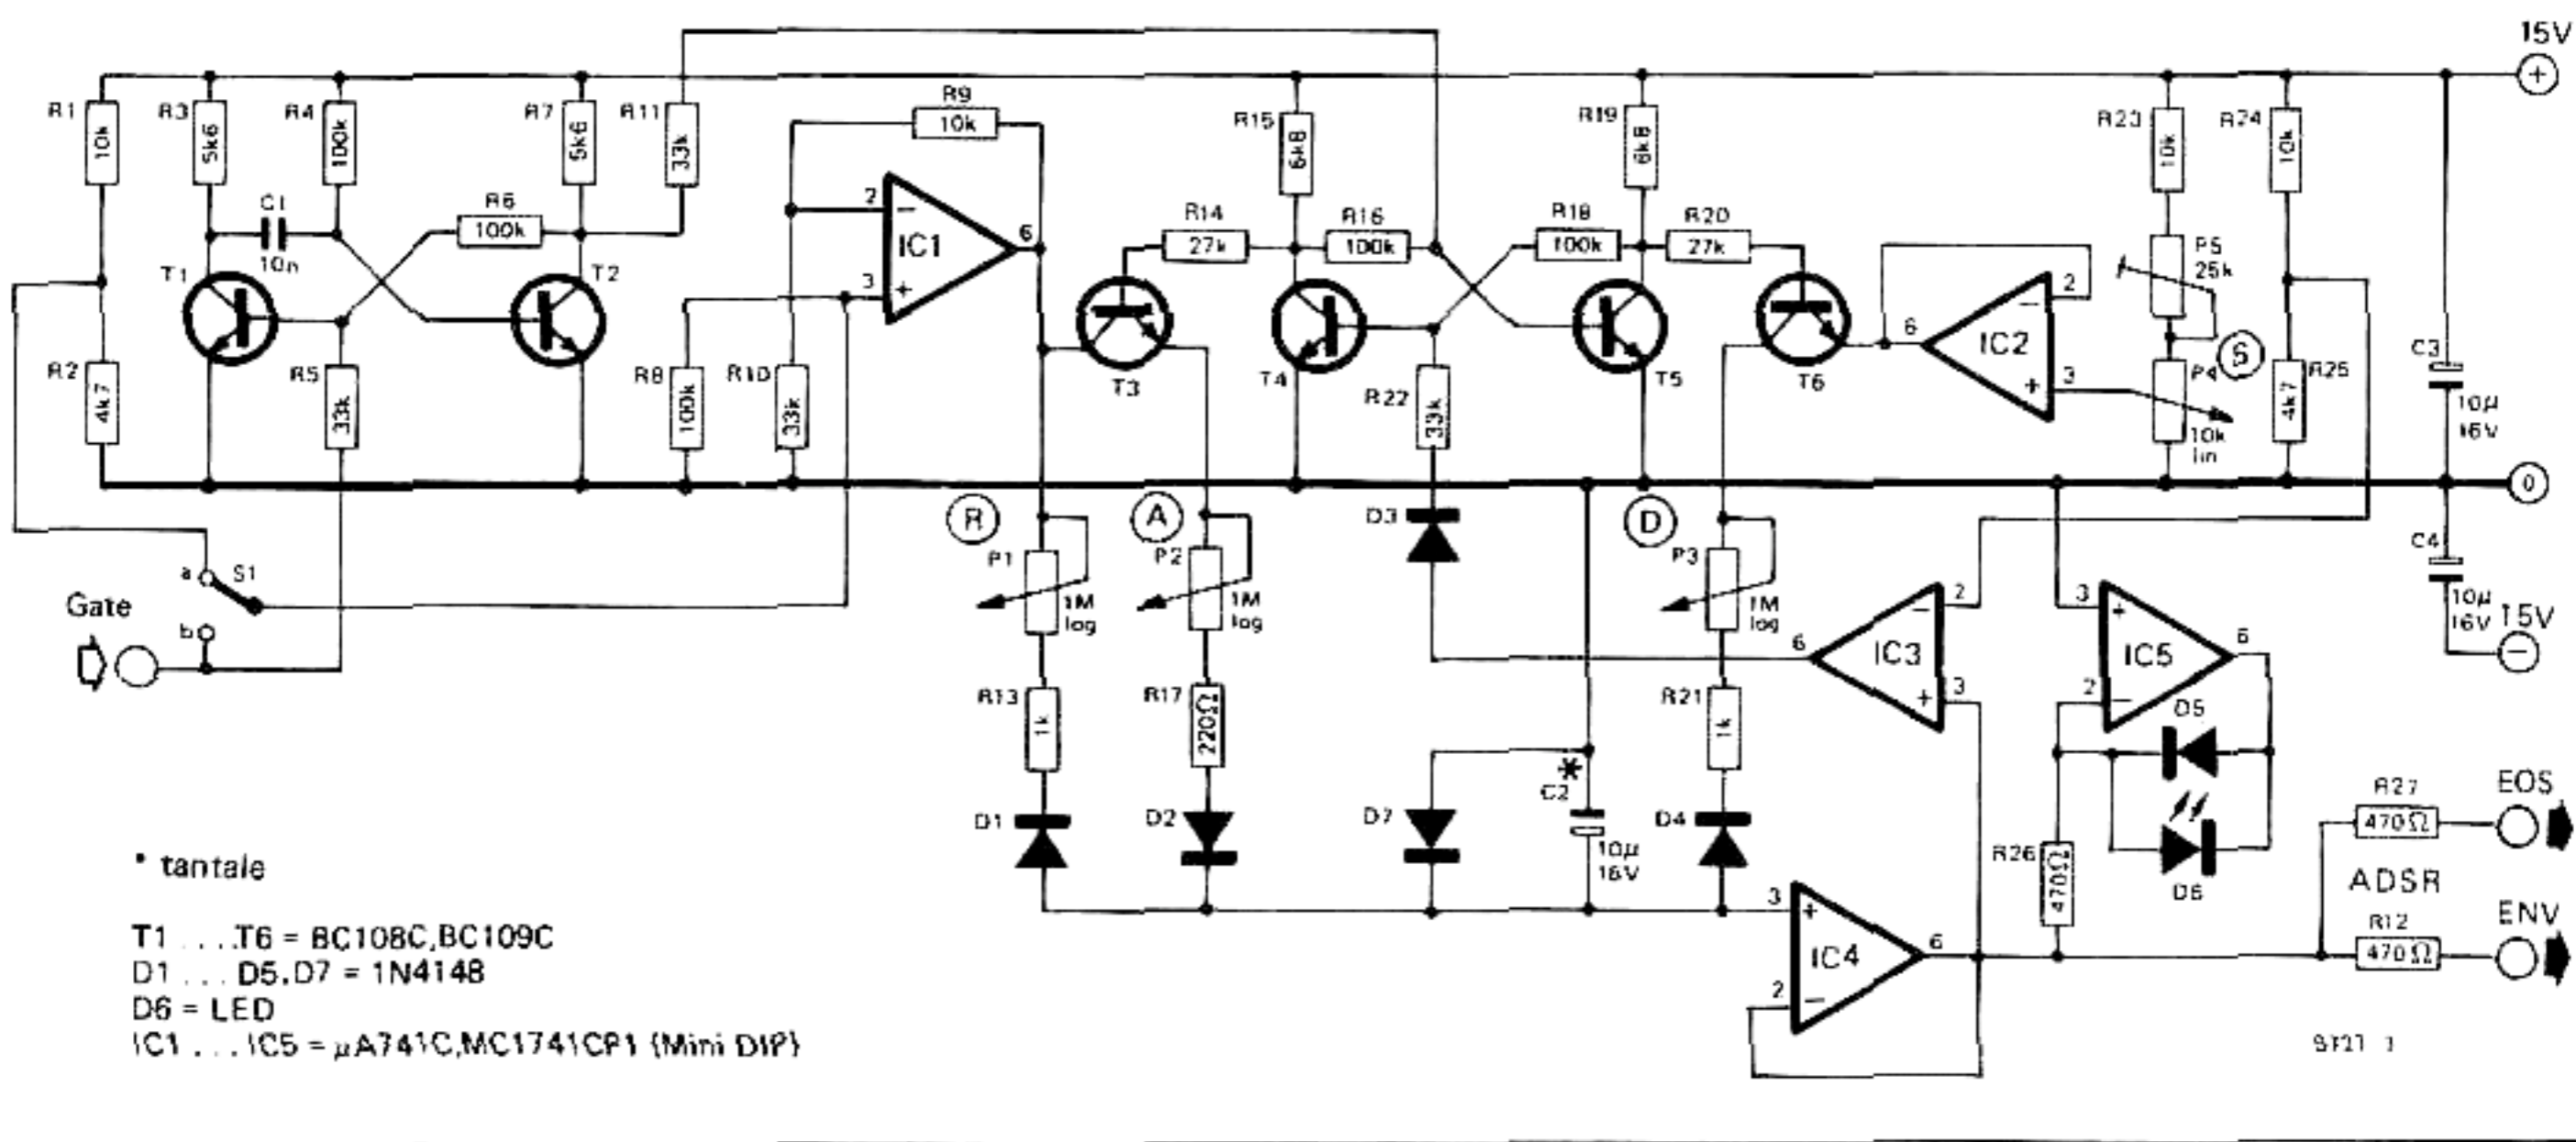 15V
+
R1
10k
R3
5k6
R4
100k
R7
5k6
R11
33k
R9
10k
R15
6k8
R19
6k8
R23
10k
R24
10k
C1
10n
R6
100k
2
−
IC1
6
3
+
R14
27k
R16
100k
R18
100k
R20
27k
P5
25k
T1
T2
T3
T4
T5
T6
2
−
IC2
6
3
+
S
P4
10k
lin
R2
4k7
R5
33k
R8
100k
R10
33k
R22
33k
R25
4k7
C3
10µ
16V
0
R
A
D
D3
P1
1M
log
P2
1M
log
P3
1M
log
a
S1
b
Gate
2
−
IC3
6
3
+
3
+
IC5
6
2
−
C4
10µ
16V
15V
−
R13
1k
R17
220Ω
R21
1k
D5
D6
D1
D2
D7
*
C2
10µ
16V
D4
R26
470Ω
R27
470Ω
EOS
ADSR
R12
470Ω
ENV
3
+
IC4
6
2
−
* tantale
T1 ....T6 = BC108C,BC109C
D1 ... D5,D7 = 1N4148
D6 = LED
IC1 ...IC5 = µA741C,MC1741CP1 (Mini DIP)